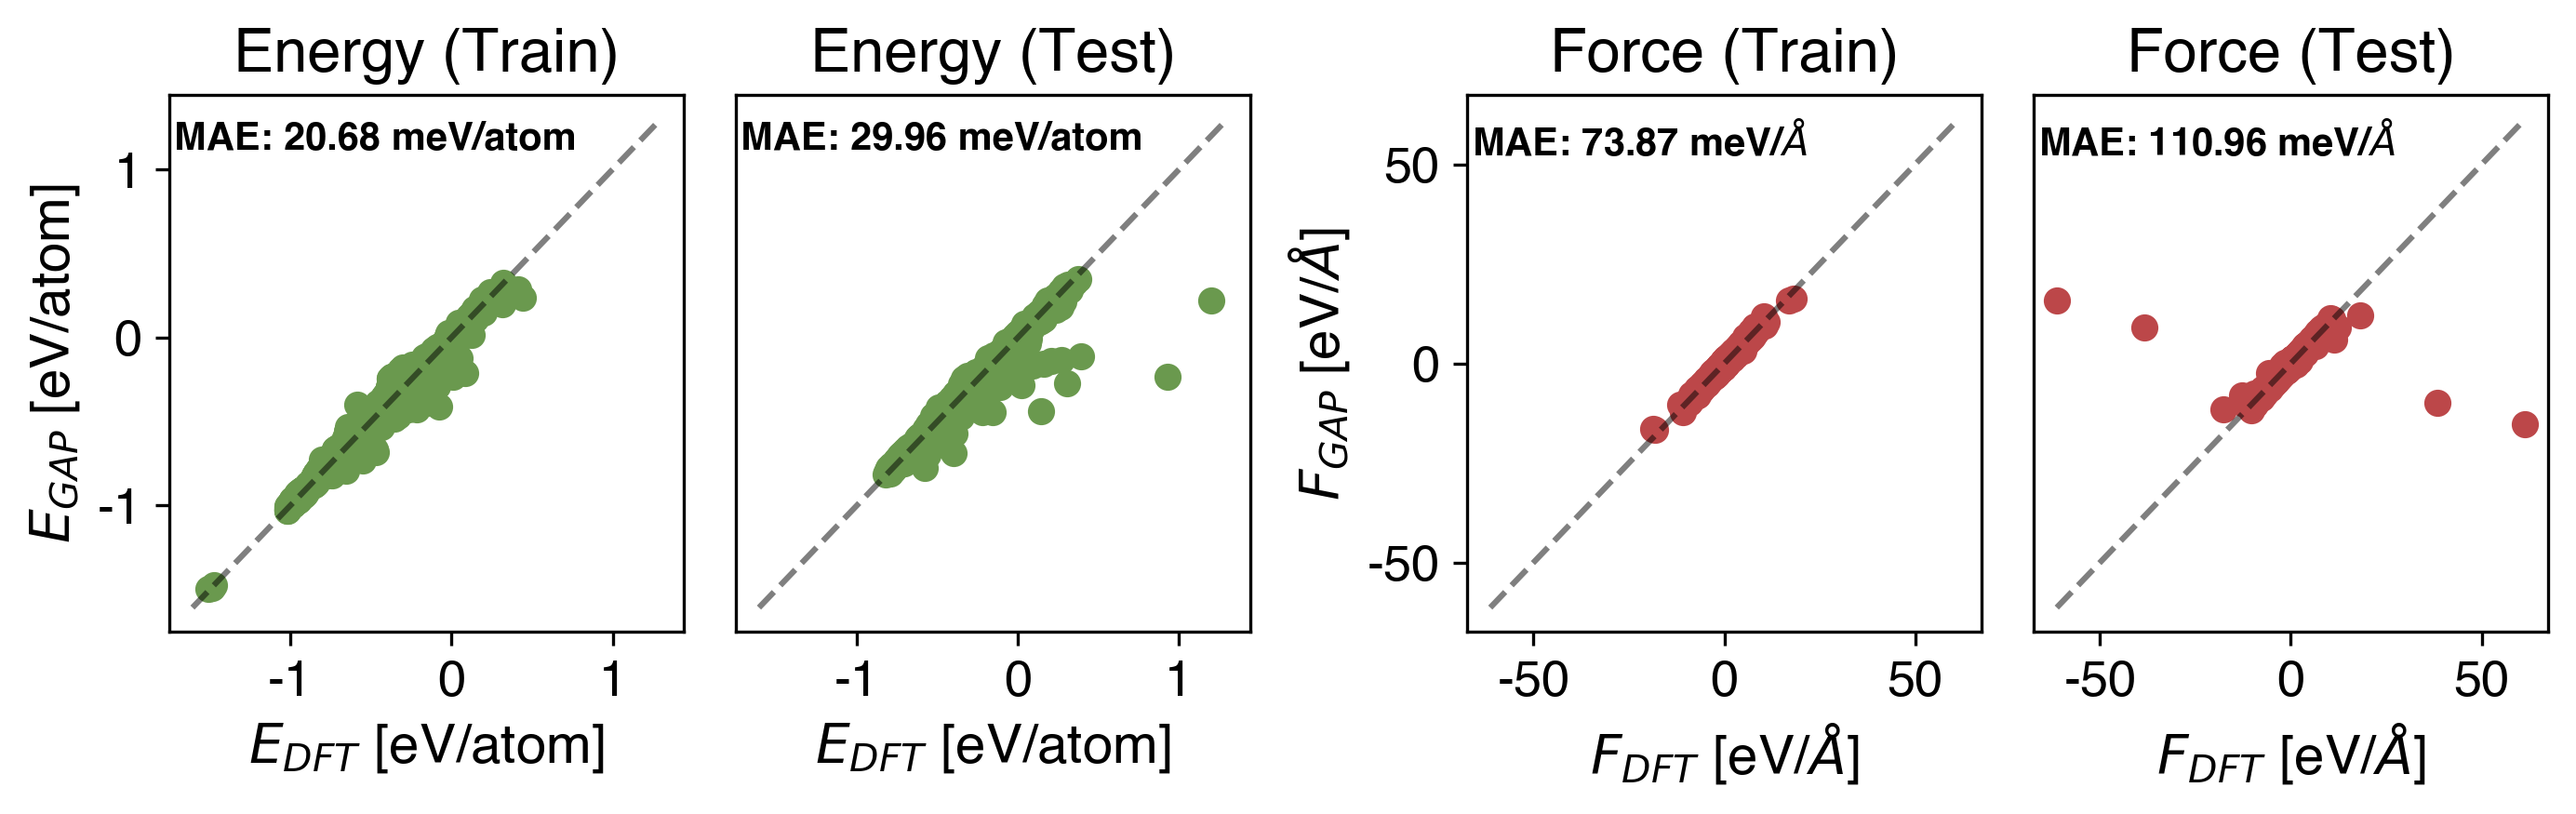 Energy (Train)
Energy (Test)
Force (Train)
Force (Test)
MAE: 20.68 meV/atom
MAE: 29.96 meV/atom
MAE: 73.87 meV/Å
MAE: 110.96 meV/Å
E_GAP [eV/atom]
1
0
-1
F_GAP [eV/Å]
50
0
-50
-1 0 1
-1 0 1
-50 0 50
-50 0 50
E_DFT [eV/atom]
E_DFT [eV/atom]
F_DFT [eV/Å]
F_DFT [eV/Å]